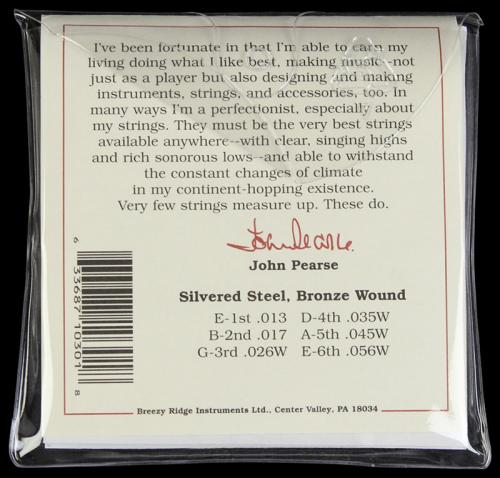 I've been fortunate in that I'm able to earn my
living doing what I like best, making music--not
just as a player but also designing and making
instruments, strings, and accessories, too. In
many ways I'm a perfectionist, especially about
my strings. They must be the very best strings
available anywhere--with clear, singing highs
and rich sonorous lows--and able to withstand
the constant changes of climate
in my continent-hopping existence.
Very few strings measure up. These do.
John Pearse
John Pearse
Silvered Steel, Bronze Wound
E-1st .013 D-4th .035W
B-2nd .017 A-5th .045W
G-3rd .026W E-6th .056W
6 33687 10301 8
Breezy Ridge Instruments Ltd., Center Valley, PA 18034